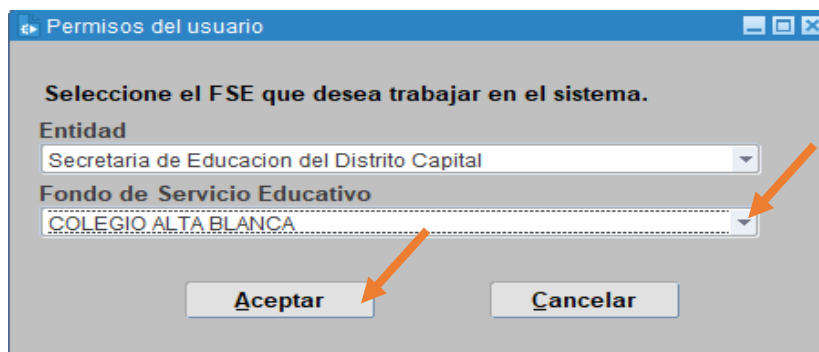 Permisos del usuario
Seleccione el FSE que desea trabajar en el sistema.
Entidad
Secretaria de Educacion del Distrito Capital
Fondo de Servicio Educativo
COLEGIO ALTA BLANCA
Aceptar Cancelar